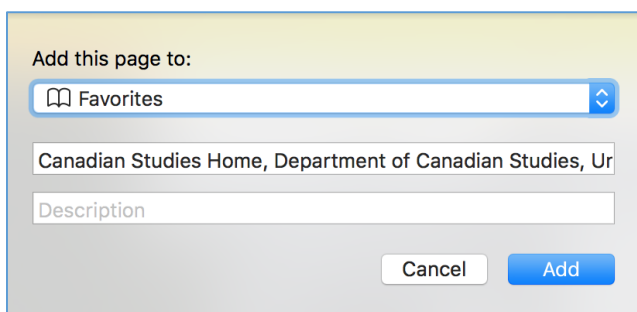 Add this page to:
Favorites
Canadian Studies Home, Department of Canadian Studies, Ur
Description
Cancel Add